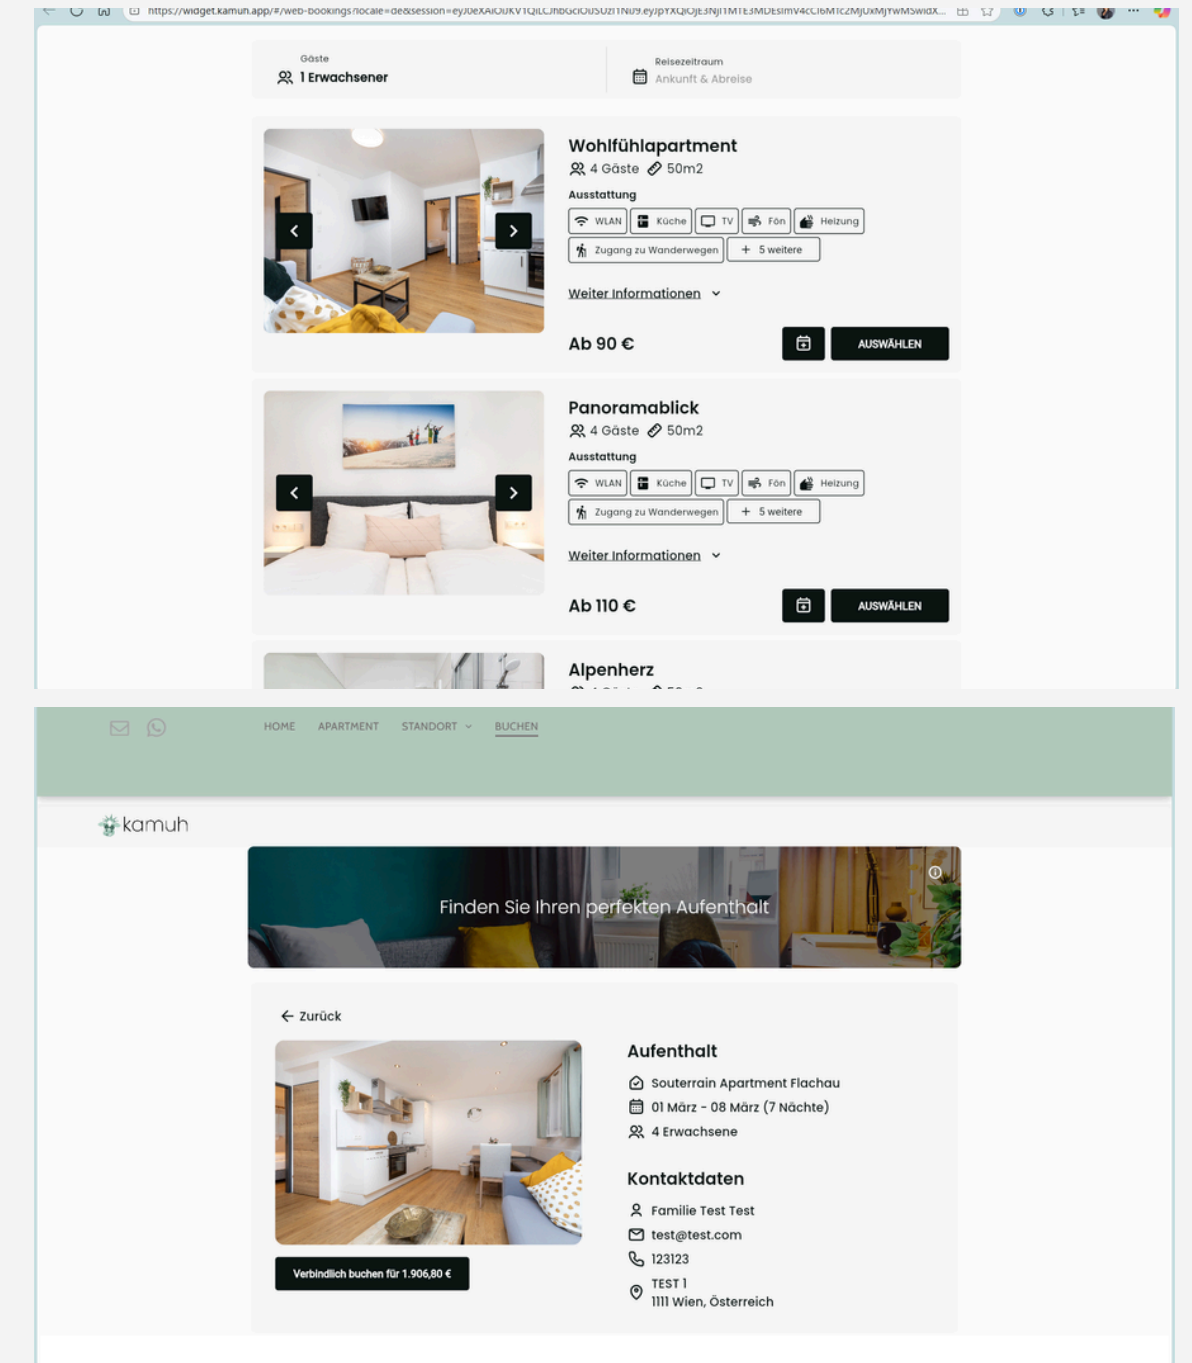 Gäste
1 Erwachsener
Reisezeitraum
Ankunft & Abreise
Wohlfühlapartment
4 Gäste 50m2
Ausstattung
WLAN Küche TV Fön Heizung
Zugang zu Wanderwegen + 5 weitere
Weiter Informationen
Ab 90 €
AUSWÄHLEN
Panoramablick
4 Gäste 50m2
Ausstattung
WLAN Küche TV Fön Heizung
Zugang zu Wanderwegen + 5 weitere
Weiter Informationen
Ab 110 €
AUSWÄHLEN
Alpenherz
HOME APARTMENT STANDORT BUCHEN
kamuh
Finden Sie Ihren perfekten Aufenthalt
Zurück
Aufenthalt
Souterrain Apartment Flachau
01 März - 08 März (7 Nächte)
4 Erwachsene
Kontaktdaten
Familie Test Test
test@test.com
123123
TEST 1
1111 Wien, Österreich
Verbindlich buchen für 1.906,80 €